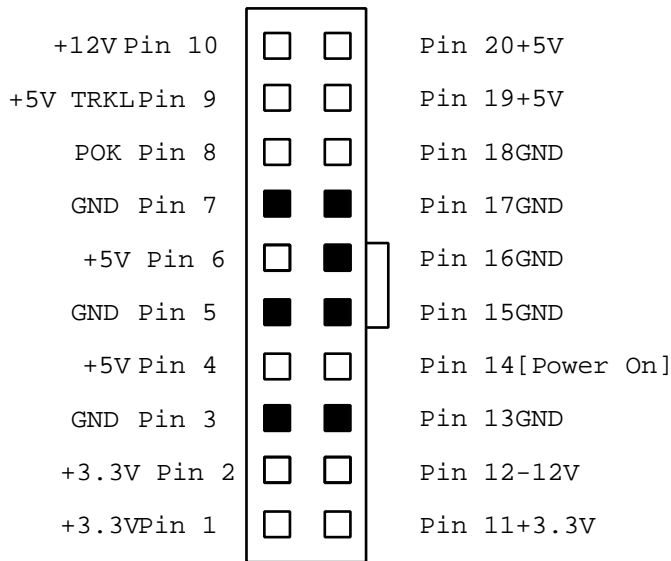 +12V Pin 10 Pin 20+5V
+5V TRKLPin 9 Pin 19+5V
POK Pin 8 Pin 18GND
GND Pin 7 Pin 17GND
+5V Pin 6 Pin 16GND
GND Pin 5 Pin 15GND
+5V Pin 4 Pin 14[Power On]
GND Pin 3 Pin 13GND
+3.3V Pin 2 Pin 12-12V
+3.3VPin 1 Pin 11+3.3V